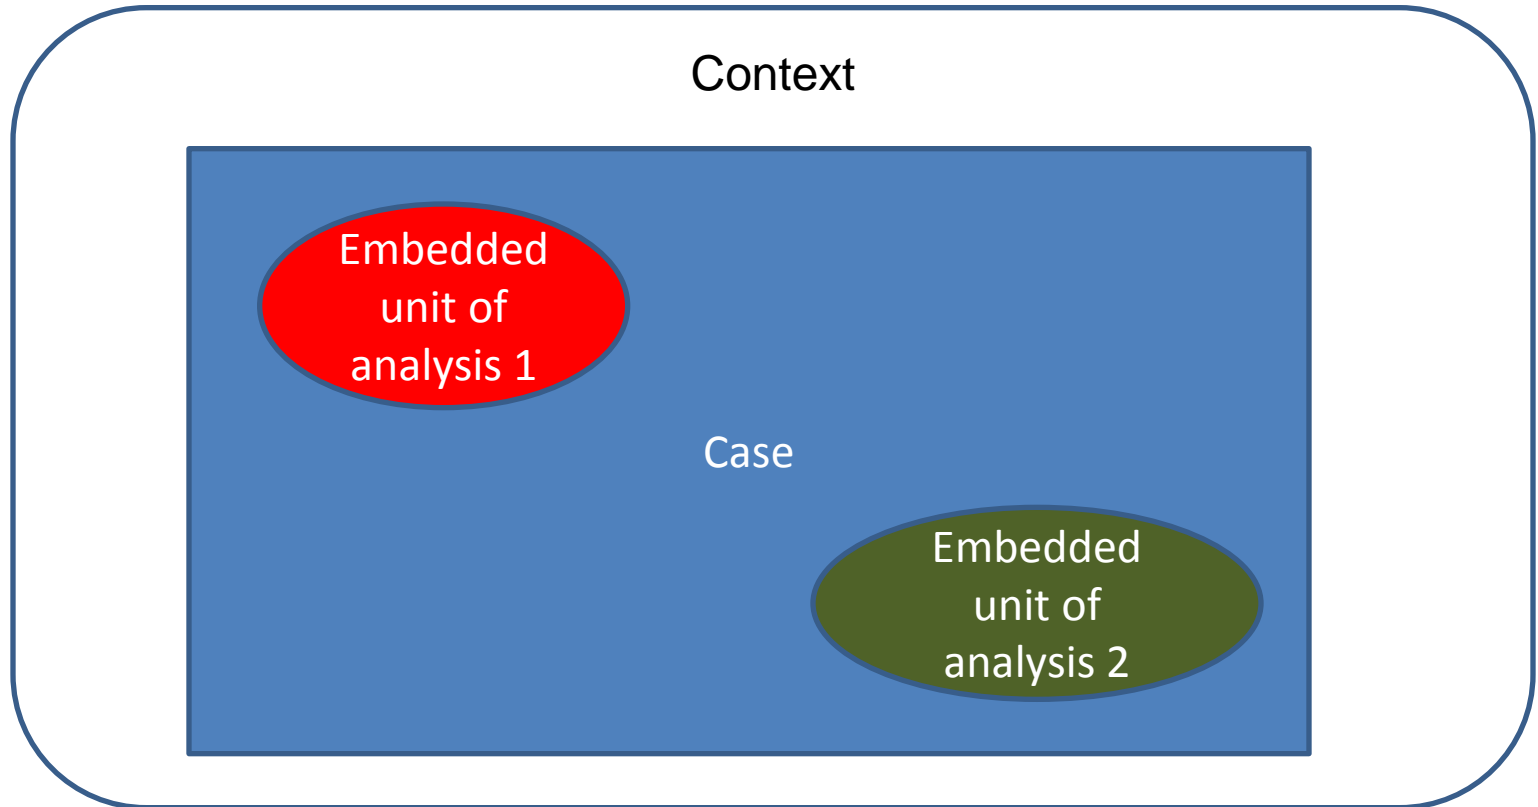 Context
Embedded
unit of
analysis 1
Case
Embedded
unit of
analysis 2